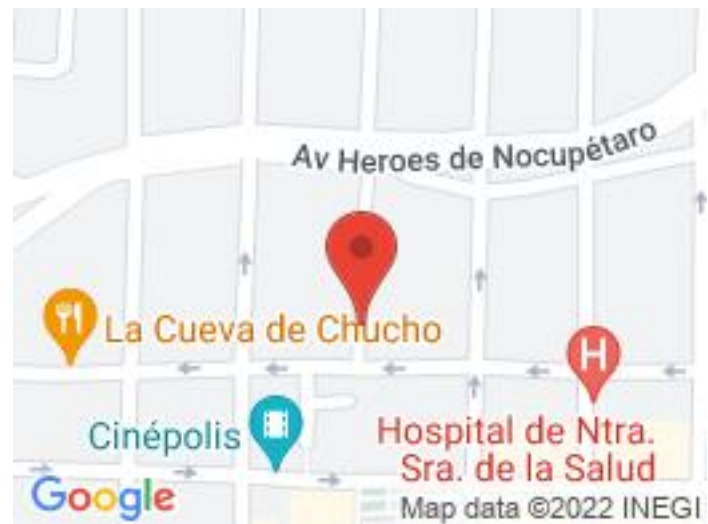 Av Heroes de Nocupétaro
La Cueva de Chucho
H
Cinépolis
Hospital de Ntra.
Sra. de la Salud
Google
Map data ©2022 INEGI